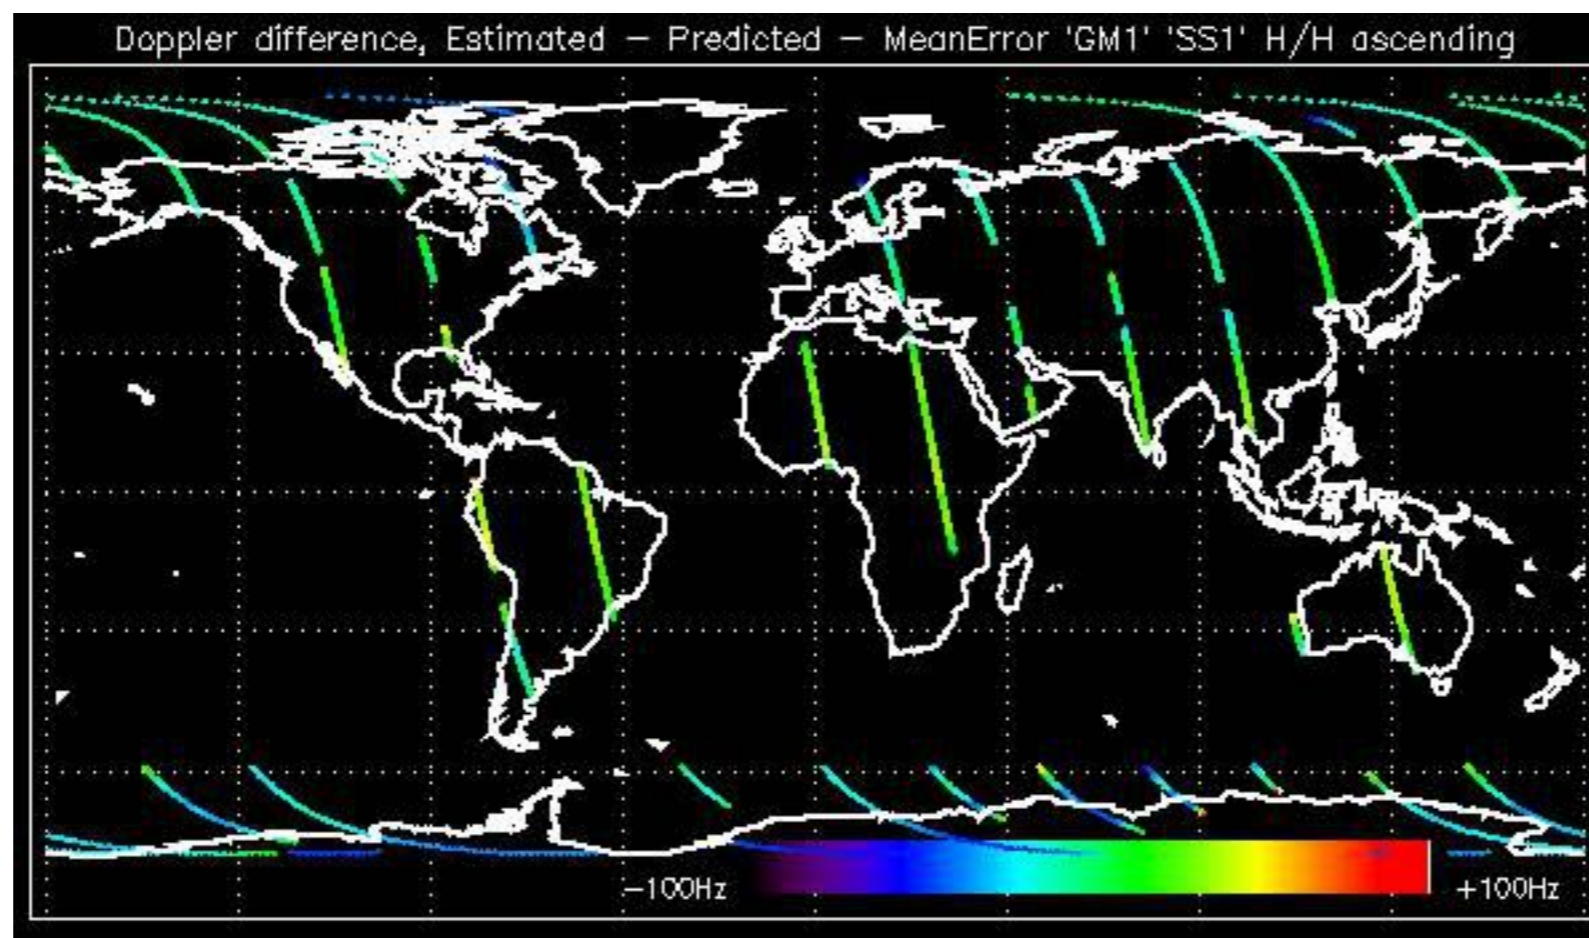 Doppler difference, Estimated – Predicted – MeanError 'GM1' 'SS1' H/H ascending
−100Hz
+100Hz